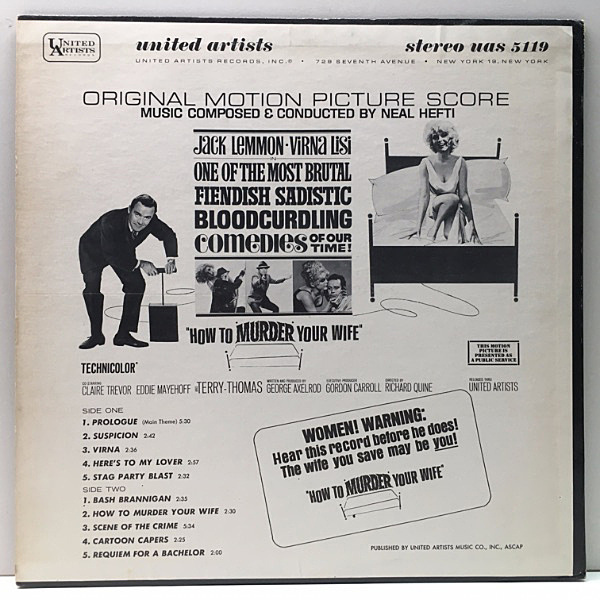 UNITED
ARTISTS
RECORDS
united artists
stereo uas 5119
UNITED ARTISTS RECORDS, INC.® • 729 SEVENTH AVENUE • NEW YORK 19, NEW YORK
ORIGINAL MOTION PICTURE SCORE
MUSIC COMPOSED & CONDUCTED BY NEAL HEFTI
JACK LEMMON • VIRNA LISI
IN
ONE OF THE MOST BRUTAL
FIENDISH SADISTIC
BLOODCURDLING
comedies OF OUR TIME!
"HOW TO MURDER YOUR WIFE"
THIS MOTION
PICTURE IS
PRESENTED AS
A PUBLIC SERVICE
TECHNICOLOR®
CO-STARRING CLAIRE TREVOR EDDIE MAYEHOFF AND TERRY-THOMAS WRITTEN AND PRODUCED BY GEORGE AXELROD EXECUTIVE PRODUCER GORDON CARROLL DIRECTED BY RICHARD QUINE RELEASED THRU UNITED ARTISTS
SIDE ONE
1. PROLOGUE (Main Theme) 5:30
2. SUSPICION 2:42
3. VIRNA 2:36
4. HERE'S TO MY LOVER 2:57
5. STAG PARTY BLAST 2:32
SIDE TWO
1. BASH BRANNIGAN 2:35
2. HOW TO MURDER YOUR WIFE 2:30
3. SCENE OF THE CRIME 5:34
4. CARTOON CAPERS 2:25
5. REQUIEM FOR A BACHELOR 2:00
WOMEN! WARNING:
Hear this record before he does!
The wife you save may be you!
"HOW TO MURDER YOUR WIFE"
PUBLISHED BY UNITED ARTISTS MUSIC CO., INC., ASCAP